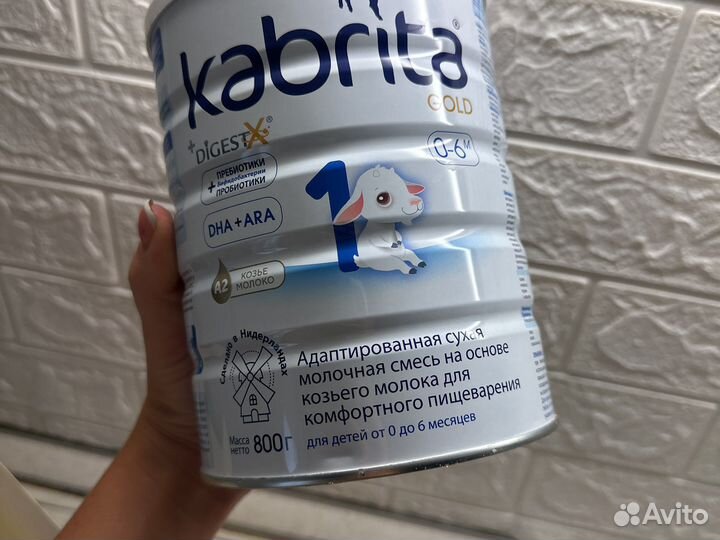 kabrita®
GOLD
+DIGESTX®
0-6м
ПРЕБИОТИКИ
+ Бифидобактерии
ПРОБИОТИКИ
1
DHA + ARA
A2 КОЗЬЕ
МОЛОКО
Сделано в Нидерландах
Адаптированная сухая
молочная смесь на основе
козьего молока для
комфортного пищеварения
для детей от 0 до 6 месяцев
Масса
нетто 800г
Avito